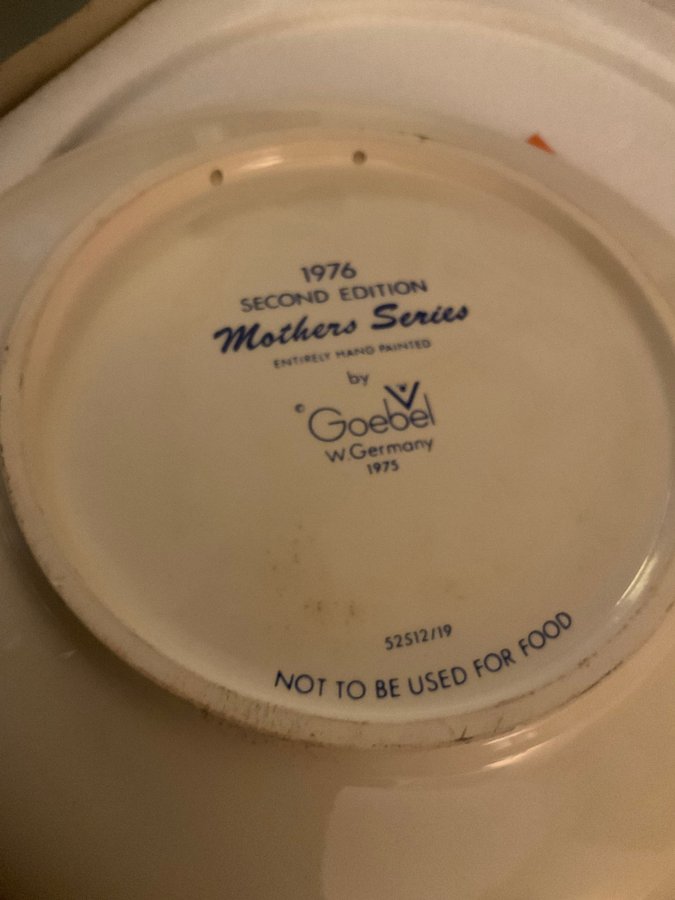 1976
SECOND EDITION
Mothers Series
ENTIRELY HAND PAINTED
by
© Goebel
W.Germany
1975
52512/19
NOT TO BE USED FOR FOOD